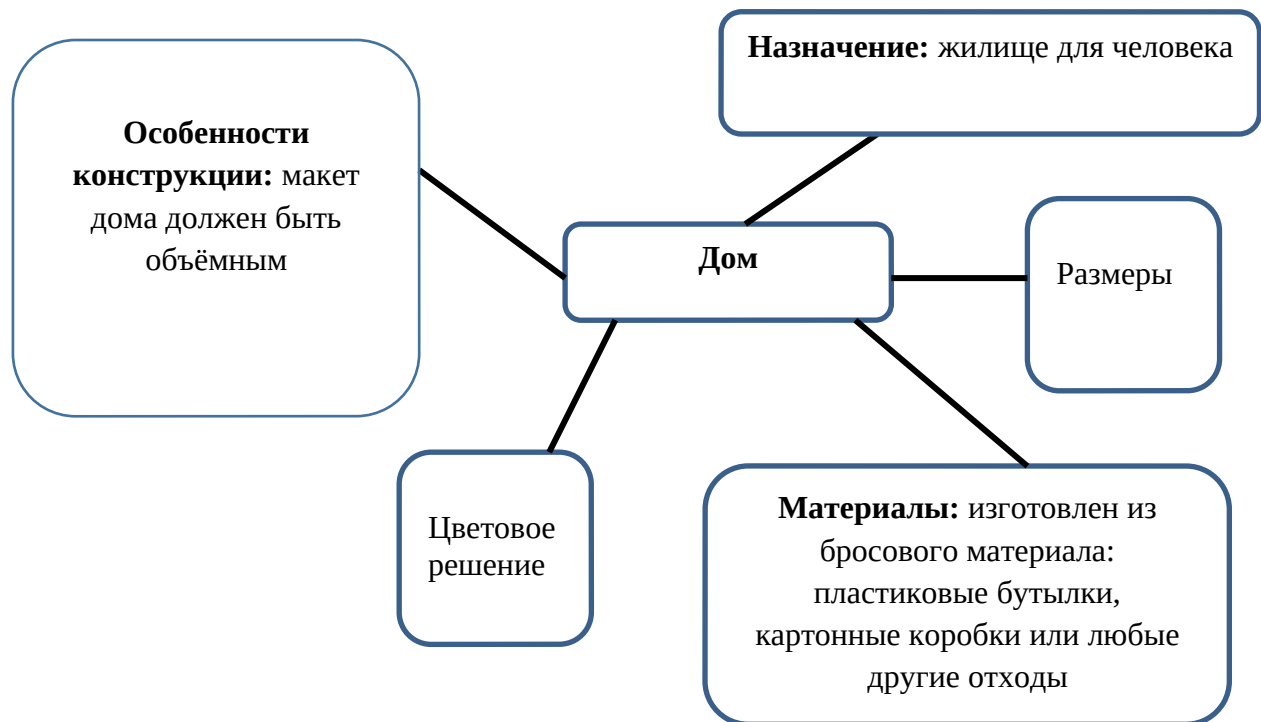 Назначение: жилище для человека
Особенности
конструкции: макет
дома должен быть
объёмным
Дом
Размеры
Цветовое
решение
Материалы: изготовлен из
бросового материала:
пластиковые бутылки,
картонные коробки или любые
другие отходы